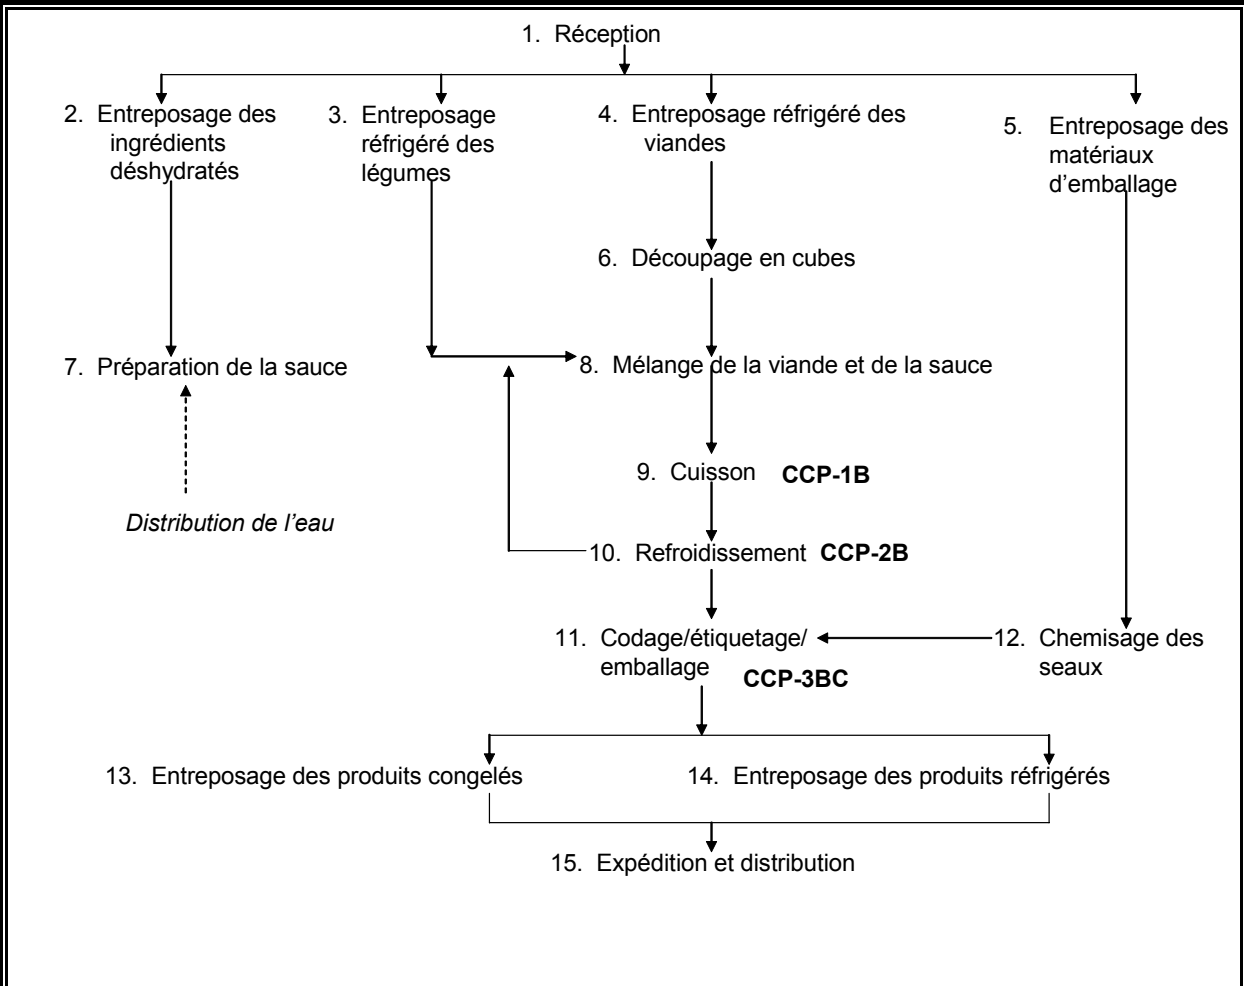 1. Réception
2. Entreposage des
ingrédients
déshydratés
3. Entreposage
réfrigéré des
légumes
4. Entreposage réfrigéré des
viandes
5. Entreposage des
matériaux
d’emballage
6. Découpage en cubes
7. Préparation de la sauce
8. Mélange de la viande et de la sauce
9. Cuisson CCP-1B
Distribution de l’eau
10. Refroidissement CCP-2B
11. Codage/étiquetage/
emballage CCP-3BC
12. Chemisage des
seaux
13. Entreposage des produits congelés
14. Entreposage des produits réfrigérés
15. Expédition et distribution